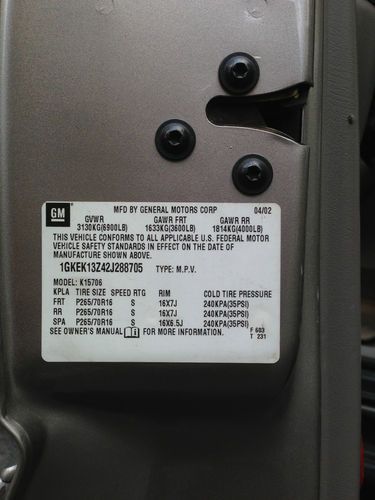 GM MFD BY GENERAL MOTORS CORP 04/02
GVWR GAWR FRT GAWR RR
3130KG(6900LB) 1633KG(3600LB) 1814KG(4000LB)
THIS VEHICLE CONFORMS TO ALL APPLICABLE U.S. FEDERAL MOTOR
VEHICLE SAFETY STANDARDS IN EFFECT ON THE DATE OF
MANUFACTURE SHOWN ABOVE.
1GKEK13Z42J288705 TYPE: M.P.V.
MODEL: K15706
KPLA TIRE SIZE SPEED RTG RIM COLD TIRE PRESSURE
FRT P265/70R16 S 16X7J 240KPA(35PSI)
RR P265/70R16 S 16X7J 240KPA(35PSI)
SPA P265/70R16 S 16X6.5J 240KPA(35PSI)
SEE OWNER'S MANUAL FOR MORE INFORMATION. F 603
T 231